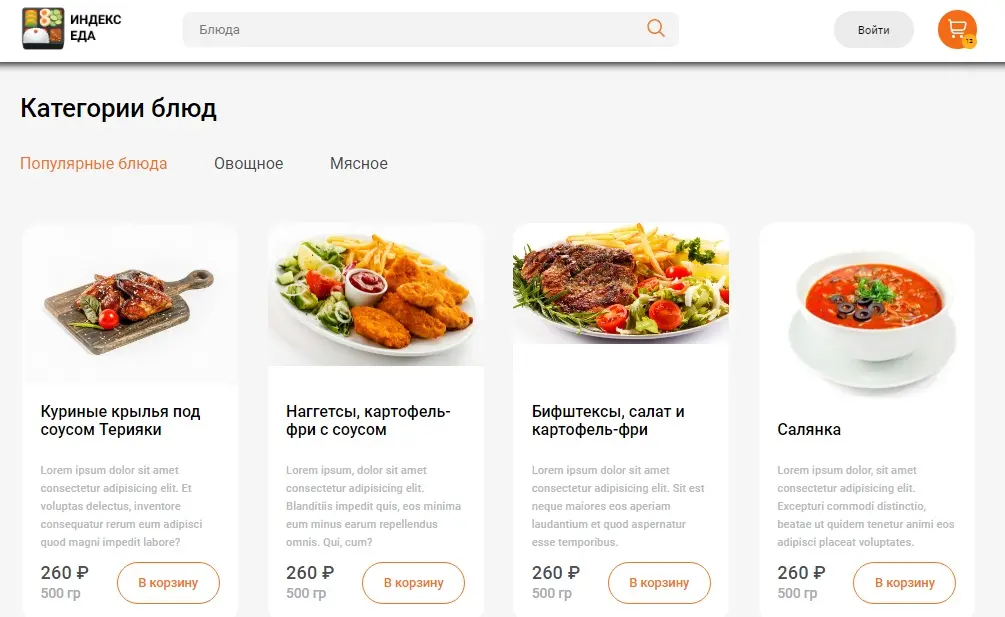 ИНДЕКС
ЕДА
Блюда
Войти
13
Категории блюд
Популярные блюда
Овощное
Мясное
Куриные крылья под
соусом Терияки
Lorem ipsum dolor sit amet
consectetur adipisicing elit. Et
voluptas delectus, inventore
consequatur rerum eum adipisci
quod magni impedit labore?
260 ₽
500 гр
В корзину
Наггетсы, картофель-
фри с соусом
Lorem ipsum, dolor sit amet
consectetur adipisicing elit.
Blanditiis impedit quis, eos minima
eum minus earum repellendus
omnis. Qui, cum?
260 ₽
500 гр
В корзину
Бифштексы, салат и
картофель-фри
Lorem ipsum dolor sit amet
consectetur adipisicing elit. Sit est
neque maiores eos aperiam
laudantium et quod aspernatur
esse temporibus.
260 ₽
500 гр
В корзину
Салянка
Lorem ipsum dolor, sit amet
consectetur adipisicing elit.
Excepturi commodi distinctio,
beatae ut quidem tenetur animi eos
adipisci placeat voluptates.
260 ₽
500 гр
В корзину